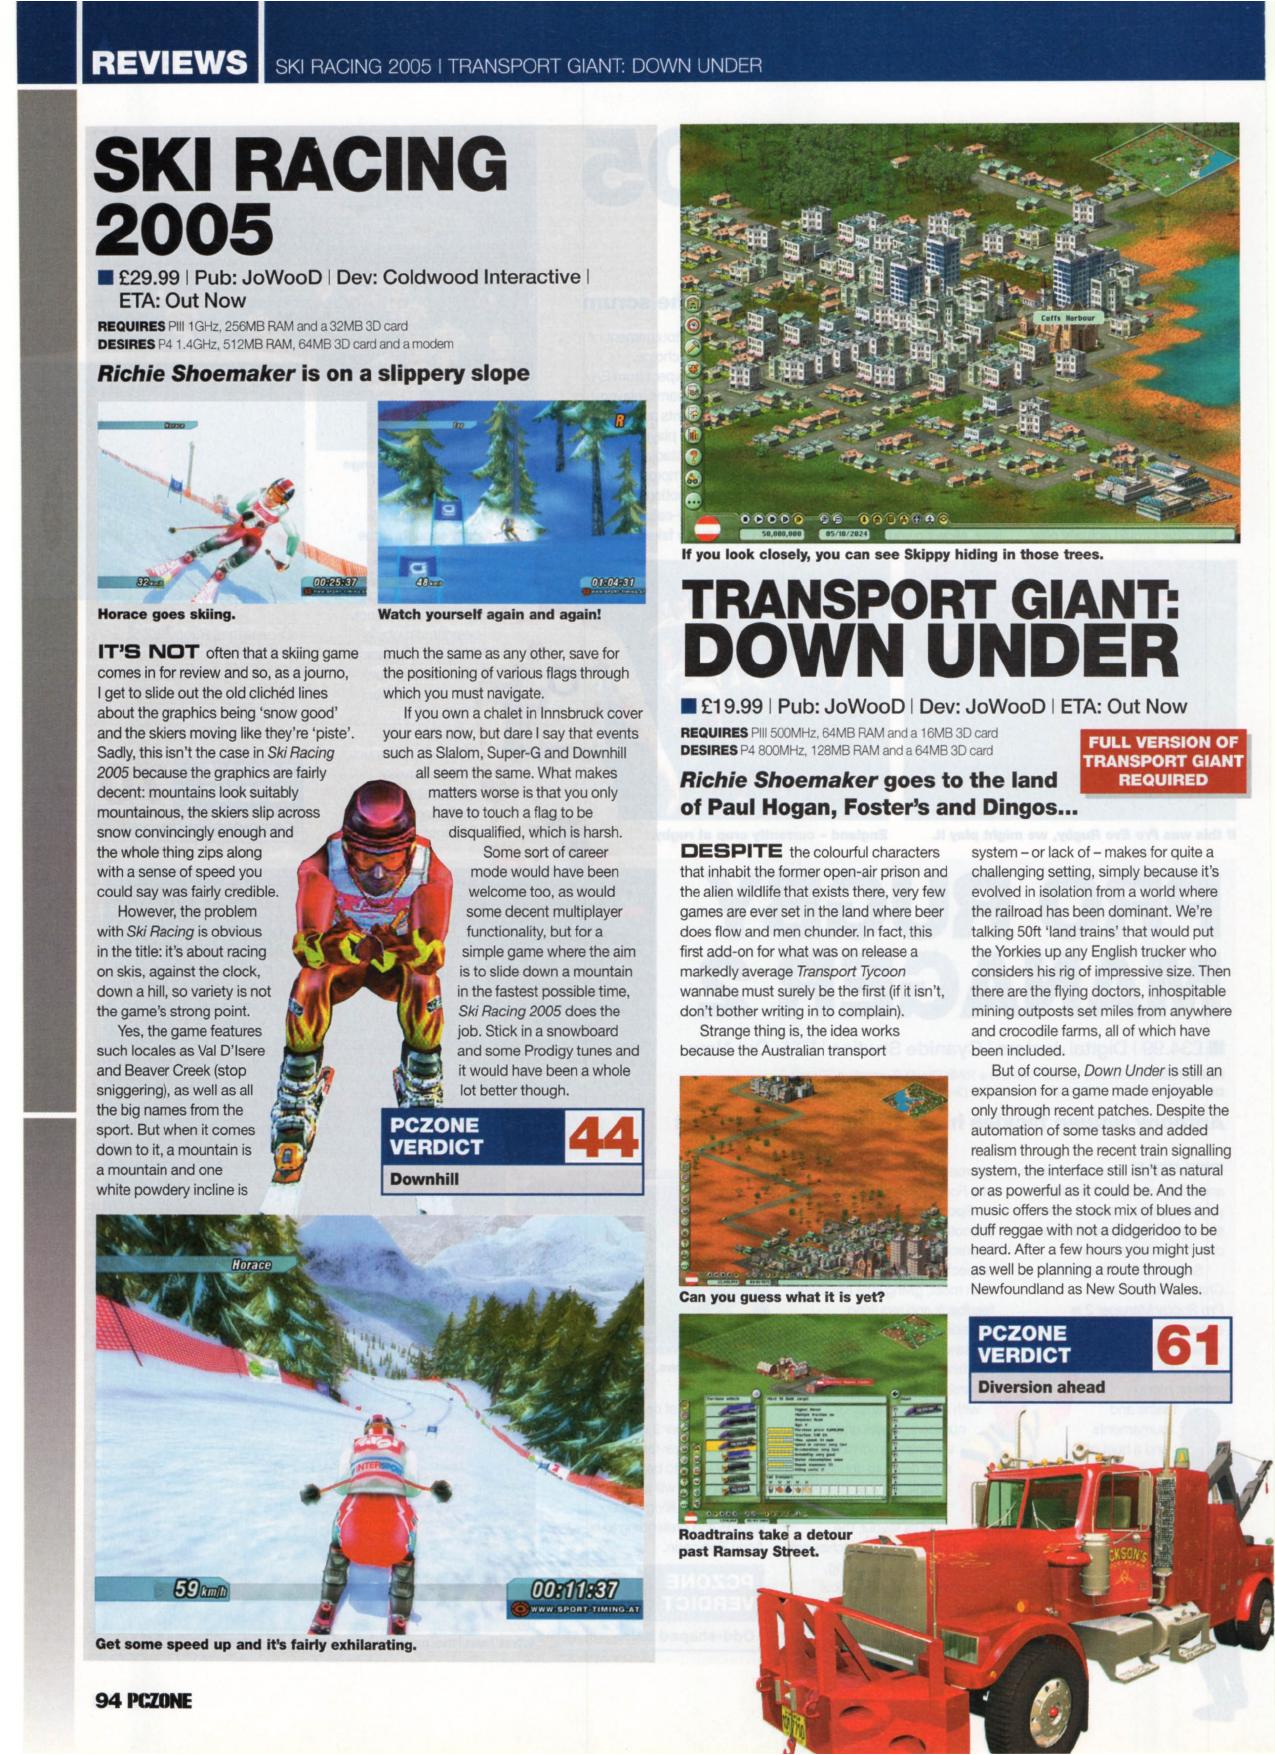 REVIEWS
SKI RACING 2005 | TRANSPORT GIANT: DOWN UNDER
SKI RACING
2005
■ £29.99 | Pub: JoWooD | Dev: Coldwood Interactive |
ETA: Out Now
REQUIRES PIII 1GHz, 256MB RAM and a 32MB 3D card
DESIRES P4 1.4GHz, 512MB RAM, 64MB 3D card and a modem
Richie Shoemaker is on a slippery slope
Horace
32 km/h
00:25:37
WWW.SPORT-TIMING.AT
Horace goes skiing.
R
48 km/h
01:04:31
Watch yourself again and again!
IT'S NOT often that a skiing game
comes in for review and so, as a journo,
I get to slide out the old clichéd lines
about the graphics being 'snow good'
and the skiers moving like they're 'piste'.
Sadly, this isn't the case in Ski Racing
2005 because the graphics are fairly
decent: mountains look suitably
mountainous, the skiers slip across
snow convincingly enough and
the whole thing zips along
with a sense of speed you
could say was fairly credible.
However, the problem
with Ski Racing is obvious
in the title: it's about racing
on skis, against the clock,
down a hill, so variety is not
the game's strong point.
Yes, the game features
such locales as Val D'Isere
and Beaver Creek (stop
sniggering), as well as all
the big names from the
sport. But when it comes
down to it, a mountain is
a mountain and one
white powdery incline is
much the same as any other, save for
the positioning of various flags through
which you must navigate.
If you own a chalet in Innsbruck cover
your ears now, but dare I say that events
such as Slalom, Super-G and Downhill
all seem the same. What makes
matters worse is that you only
have to touch a flag to be
disqualified, which is harsh.
Some sort of career
mode would have been
welcome too, as would
some decent multiplayer
functionality, but for a
simple game where the aim
is to slide down a mountain
in the fastest possible time,
Ski Racing 2005 does the
job. Stick in a snowboard
and some Prodigy tunes and
it would have been a whole
lot better though.
PCZONE
VERDICT
44
Downhill
Horace
INTERSPORT
59 km/h
00:11:37
WWW.SPORT-TIMING.AT
Get some speed up and it's fairly exhilarating.
94 PCZONE
Coffs Harbour
50,000,000
05/10/2024
If you look closely, you can see Skippy hiding in those trees.
TRANSPORT GIANT:
DOWN UNDER
■ £19.99 | Pub: JoWooD | Dev: JoWooD | ETA: Out Now
REQUIRES PIII 500MHz, 64MB RAM and a 16MB 3D card
DESIRES P4 800MHz, 128MB RAM and a 64MB 3D card
FULL VERSION OF
TRANSPORT GIANT
REQUIRED
Richie Shoemaker goes to the land
of Paul Hogan, Foster's and Dingos...
DESPITE the colourful characters
that inhabit the former open-air prison and
the alien wildlife that exists there, very few
games are ever set in the land where beer
does flow and men chunder. In fact, this
first add-on for what was on release a
markedly average Transport Tycoon
wannabe must surely be the first (if it isn't,
don't bother writing in to complain).
Strange thing is, the idea works
because the Australian transport
Can you guess what it is yet?
Roadtrains take a detour
past Ramsay Street.
system – or lack of – makes for quite a
challenging setting, simply because it's
evolved in isolation from a world where
the railroad has been dominant. We're
talking 50ft 'land trains' that would put
the Yorkies up any English trucker who
considers his rig of impressive size. Then
there are the flying doctors, inhospitable
mining outposts set miles from anywhere
and crocodile farms, all of which have
been included.
But of course, Down Under is still an
expansion for a game made enjoyable
only through recent patches. Despite the
automation of some tasks and added
realism through the recent train signalling
system, the interface still isn't as natural
or as powerful as it could be. And the
music offers the stock mix of blues and
duff reggae with not a didgeridoo to be
heard. After a few hours you might just
as well be planning a route through
Newfoundland as New South Wales.
PCZONE
VERDICT
61
Diversion ahead
CKSON'S